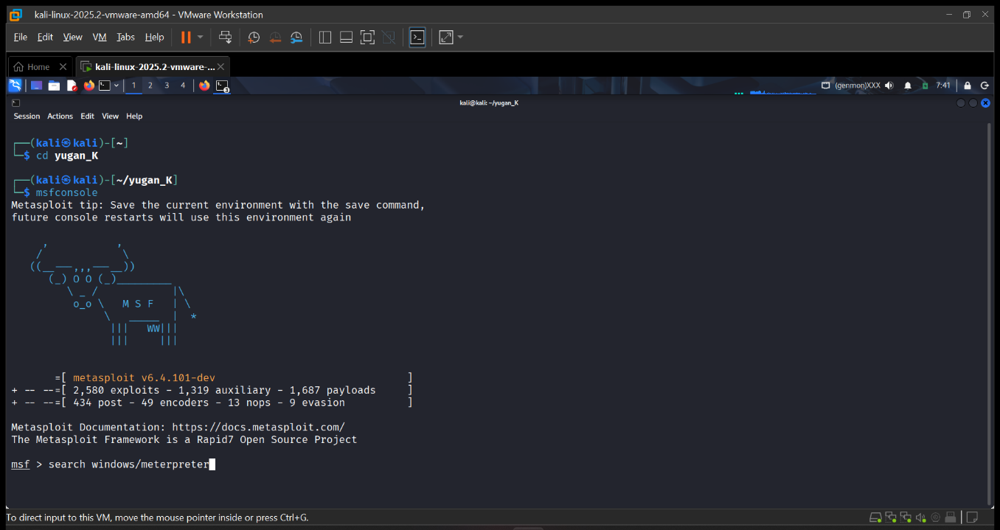 kali-linux-2025.2-vmware-amd64 - VMware Workstation
File Edit View VM Tabs Help
Home kali-linux-2025.2-vmware-...
1 2 3 4 (genmon)XXX 7:41
kali@kali: ~/yugan_K
Session Actions Edit View Help
┌──(kali㉿kali)-[~]
└─$ cd yugan_K
┌──(kali㉿kali)-[~/yugan_K]
└─$ msfconsole
Metasploit tip: Save the current environment with the save command,
future console restarts will use this environment again
     ,           ,
    /             \
   ((__---,,,---__))
      (_) O O (_)_________
         \ _ /            |\
          o_o \   M S F   | \
               \   _____  |  *
                |||   WW|||
                |||     |||
       =[ metasploit v6.4.101-dev                                ]
+ -- --=[ 2,580 exploits - 1,319 auxiliary - 1,687 payloads     ]
+ -- --=[ 434 post - 49 encoders - 13 nops - 9 evasion          ]
Metasploit Documentation: https://docs.metasploit.com/
The Metasploit Framework is a Rapid7 Open Source Project
msf > search windows/meterpreter
To direct input to this VM, move the mouse pointer inside or press Ctrl+G.